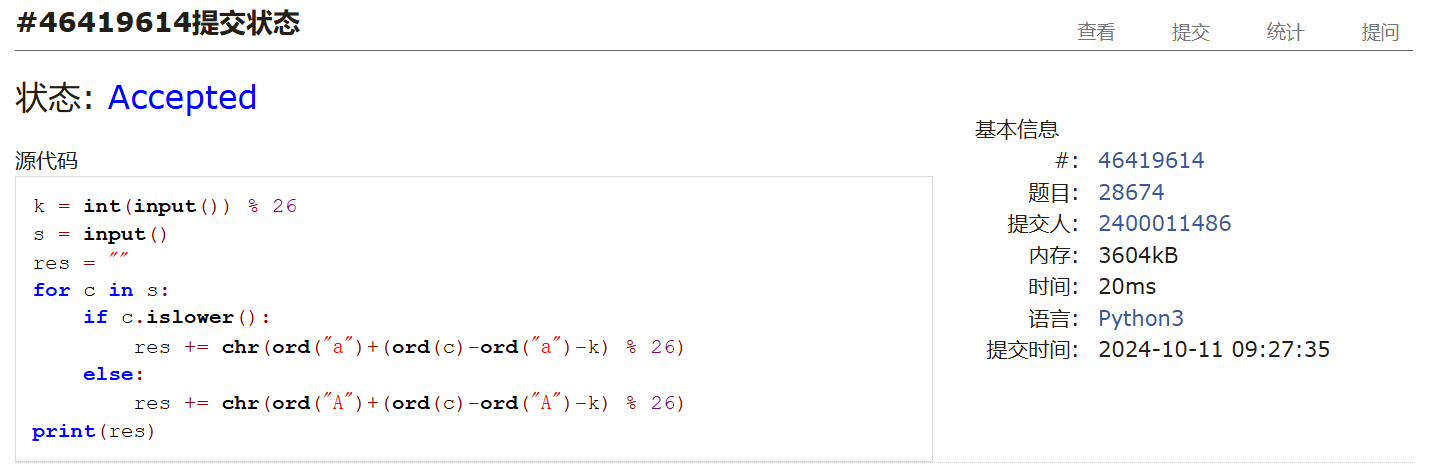 #46419614提交状态
查看 提交 统计 提问
状态: Accepted
源代码
k = int(input()) % 26
s = input()
res = ""
for c in s:
    if c.islower():
        res += chr(ord("a")+(ord(c)-ord("a")-k) % 26)
    else:
        res += chr(ord("A")+(ord(c)-ord("A")-k) % 26)
print(res)
基本信息
#: 46419614
题目: 28674
提交人: 2400011486
内存: 3604kB
时间: 20ms
语言: Python3
提交时间: 2024-10-11 09:27:35